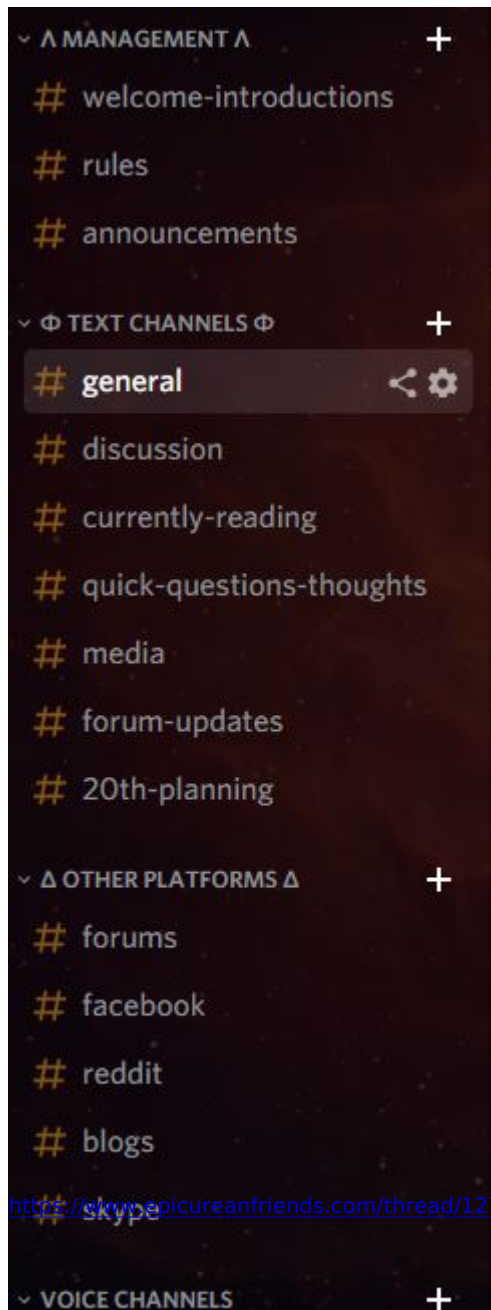 Λ MANAGEMENT Λ
# welcome-introductions
# rules
# announcements
Φ TEXT CHANNELS Φ
# general
# discussion
# currently-reading
# quick-questions-thoughts
# media
# forum-updates
# 20th-planning
Δ OTHER PLATFORMS Δ
# forums
# facebook
# reddit
# blogs
# skype
https://www.epicureanfriends.com/thread/12
VOICE CHANNELS